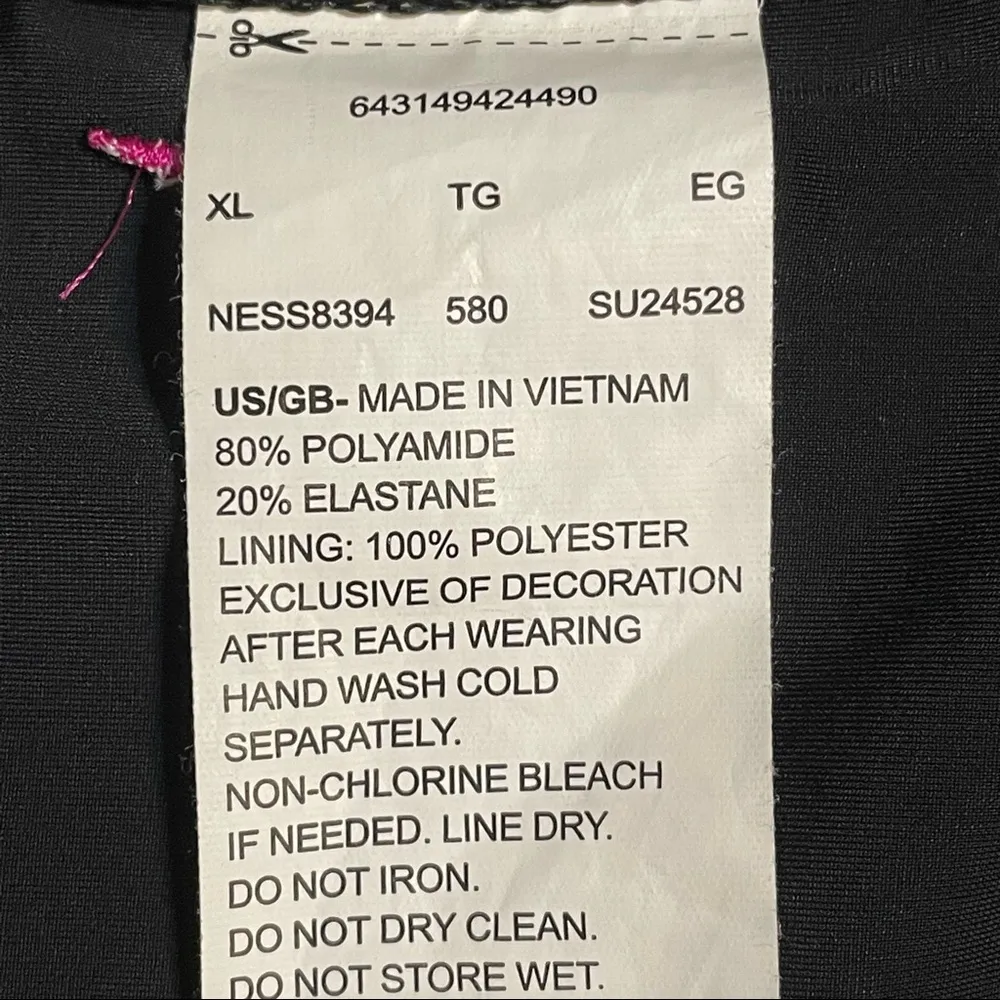 643149424490
XL TG EG
NESS8394 580 SU24528
US/GB- MADE IN VIETNAM
80% POLYAMIDE
20% ELASTANE
LINING: 100% POLYESTER
EXCLUSIVE OF DECORATION
AFTER EACH WEARING
HAND WASH COLD
SEPARATELY.
NON-CHLORINE BLEACH
IF NEEDED. LINE DRY.
DO NOT IRON.
DO NOT DRY CLEAN.
DO NOT STORE WET.